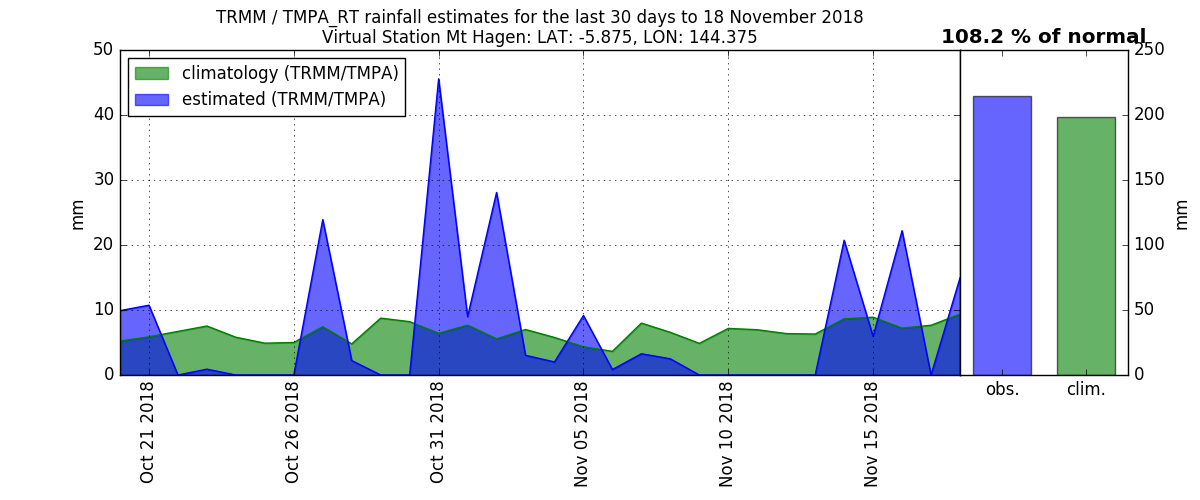 TRMM / TMPA_RT rainfall estimates for the last 30 days to 18 November 2018
Virtual Station Mt Hagen: LAT: -5.875, LON: 144.375
108.2 % of normal
climatology (TRMM/TMPA)
estimated (TRMM/TMPA)
50
40
30
20
10
0
mm
Oct 21 2018
Oct 26 2018
Oct 31 2018
Nov 05 2018
Nov 10 2018
Nov 15 2018
obs.
clim.
250
200
150
100
50
0
mm